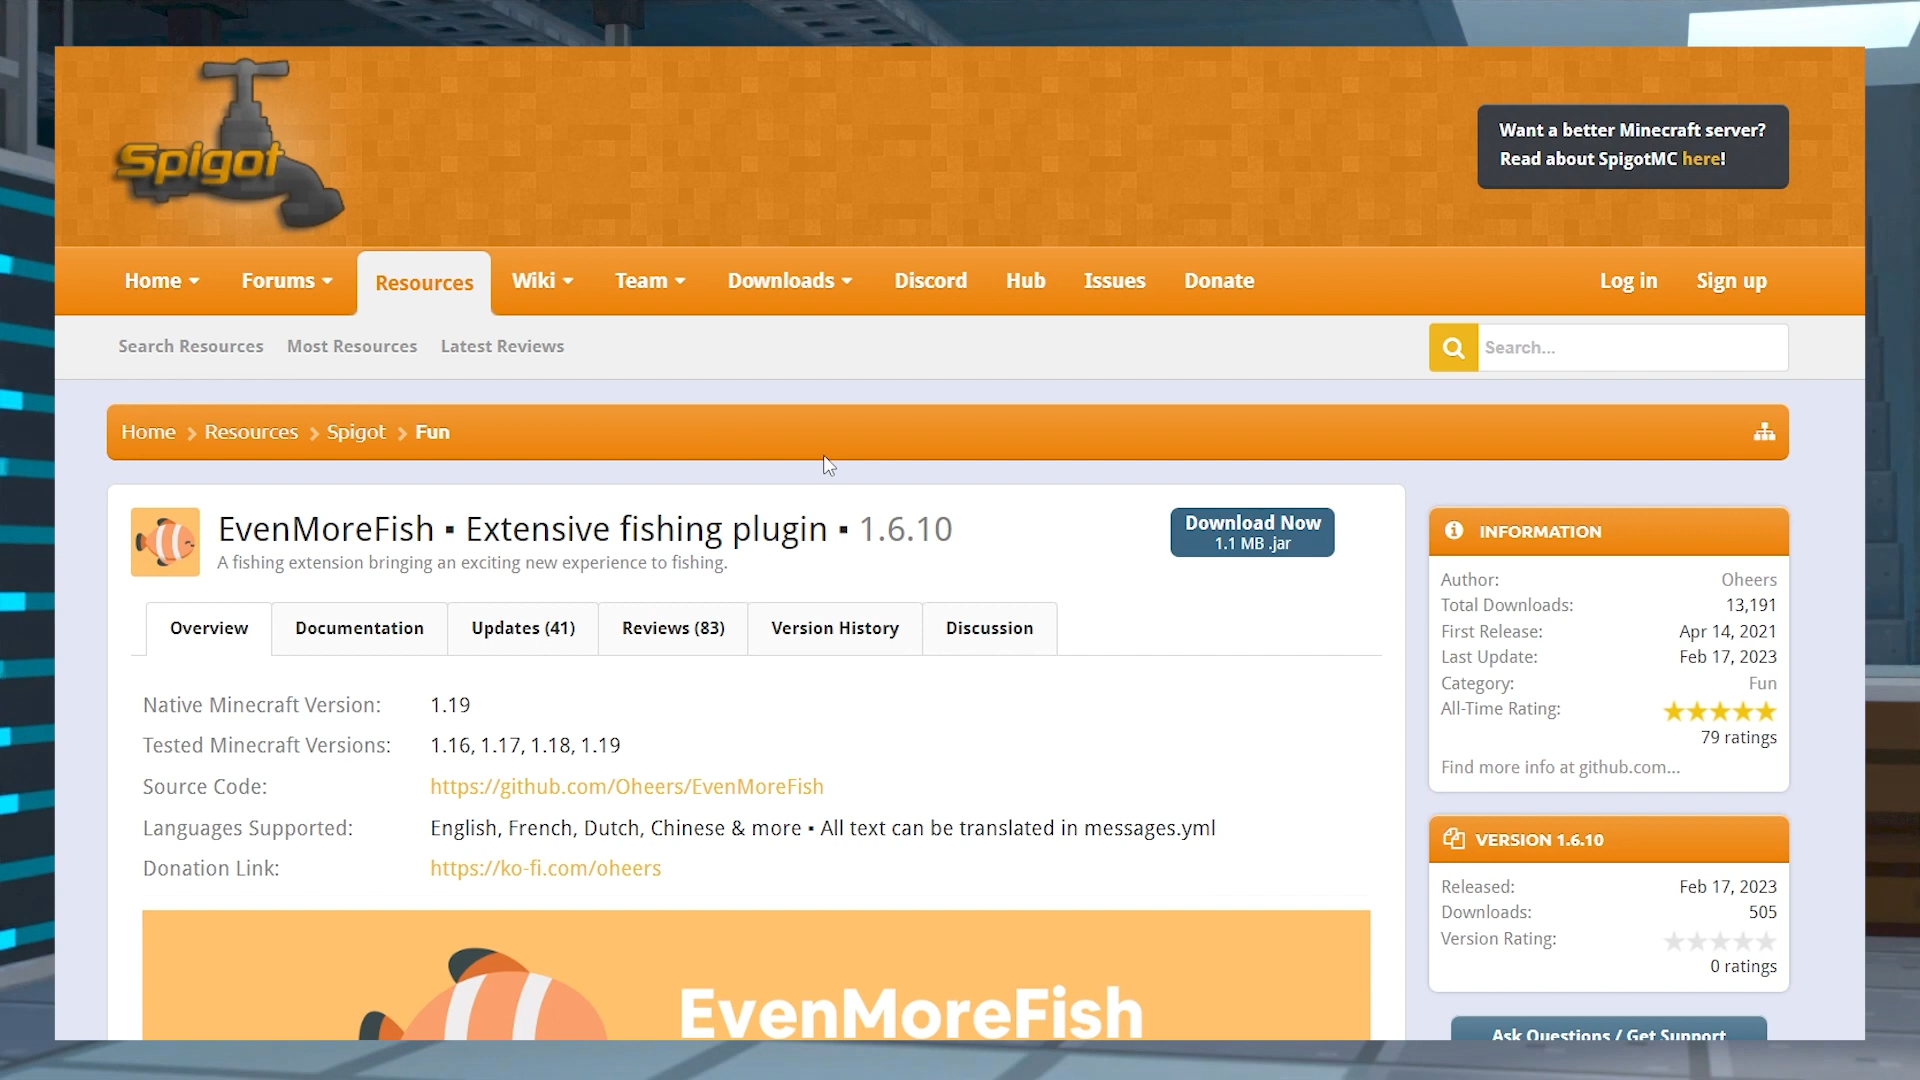 Spigot
Want a better Minecraft server?
Read about SpigotMC here!
Home Forums Resources Wiki Team Downloads Discord Hub Issues Donate Log in Sign up
Search Resources Most Resources Latest Reviews Search...
Home Resources Spigot Fun
EvenMoreFish ▪ Extensive fishing plugin ▪ 1.6.10
A fishing extension bringing an exciting new experience to fishing.
Download Now
1.1 MB .jar
Overview Documentation Updates (41) Reviews (83) Version History Discussion
Native Minecraft Version: 1.19
Tested Minecraft Versions: 1.16, 1.17, 1.18, 1.19
Source Code: https://github.com/Oheers/EvenMoreFish
Languages Supported: English, French, Dutch, Chinese & more ▪ All text can be translated in messages.yml
Donation Link: https://ko-fi.com/oheers
EvenMoreFish
INFORMATION
Author: Oheers
Total Downloads: 13,191
First Release: Apr 14, 2021
Last Update: Feb 17, 2023
Category: Fun
All-Time Rating:
79 ratings
Find more info at github.com...
VERSION 1.6.10
Released: Feb 17, 2023
Downloads: 505
Version Rating:
0 ratings
Ask Questions / Get Support